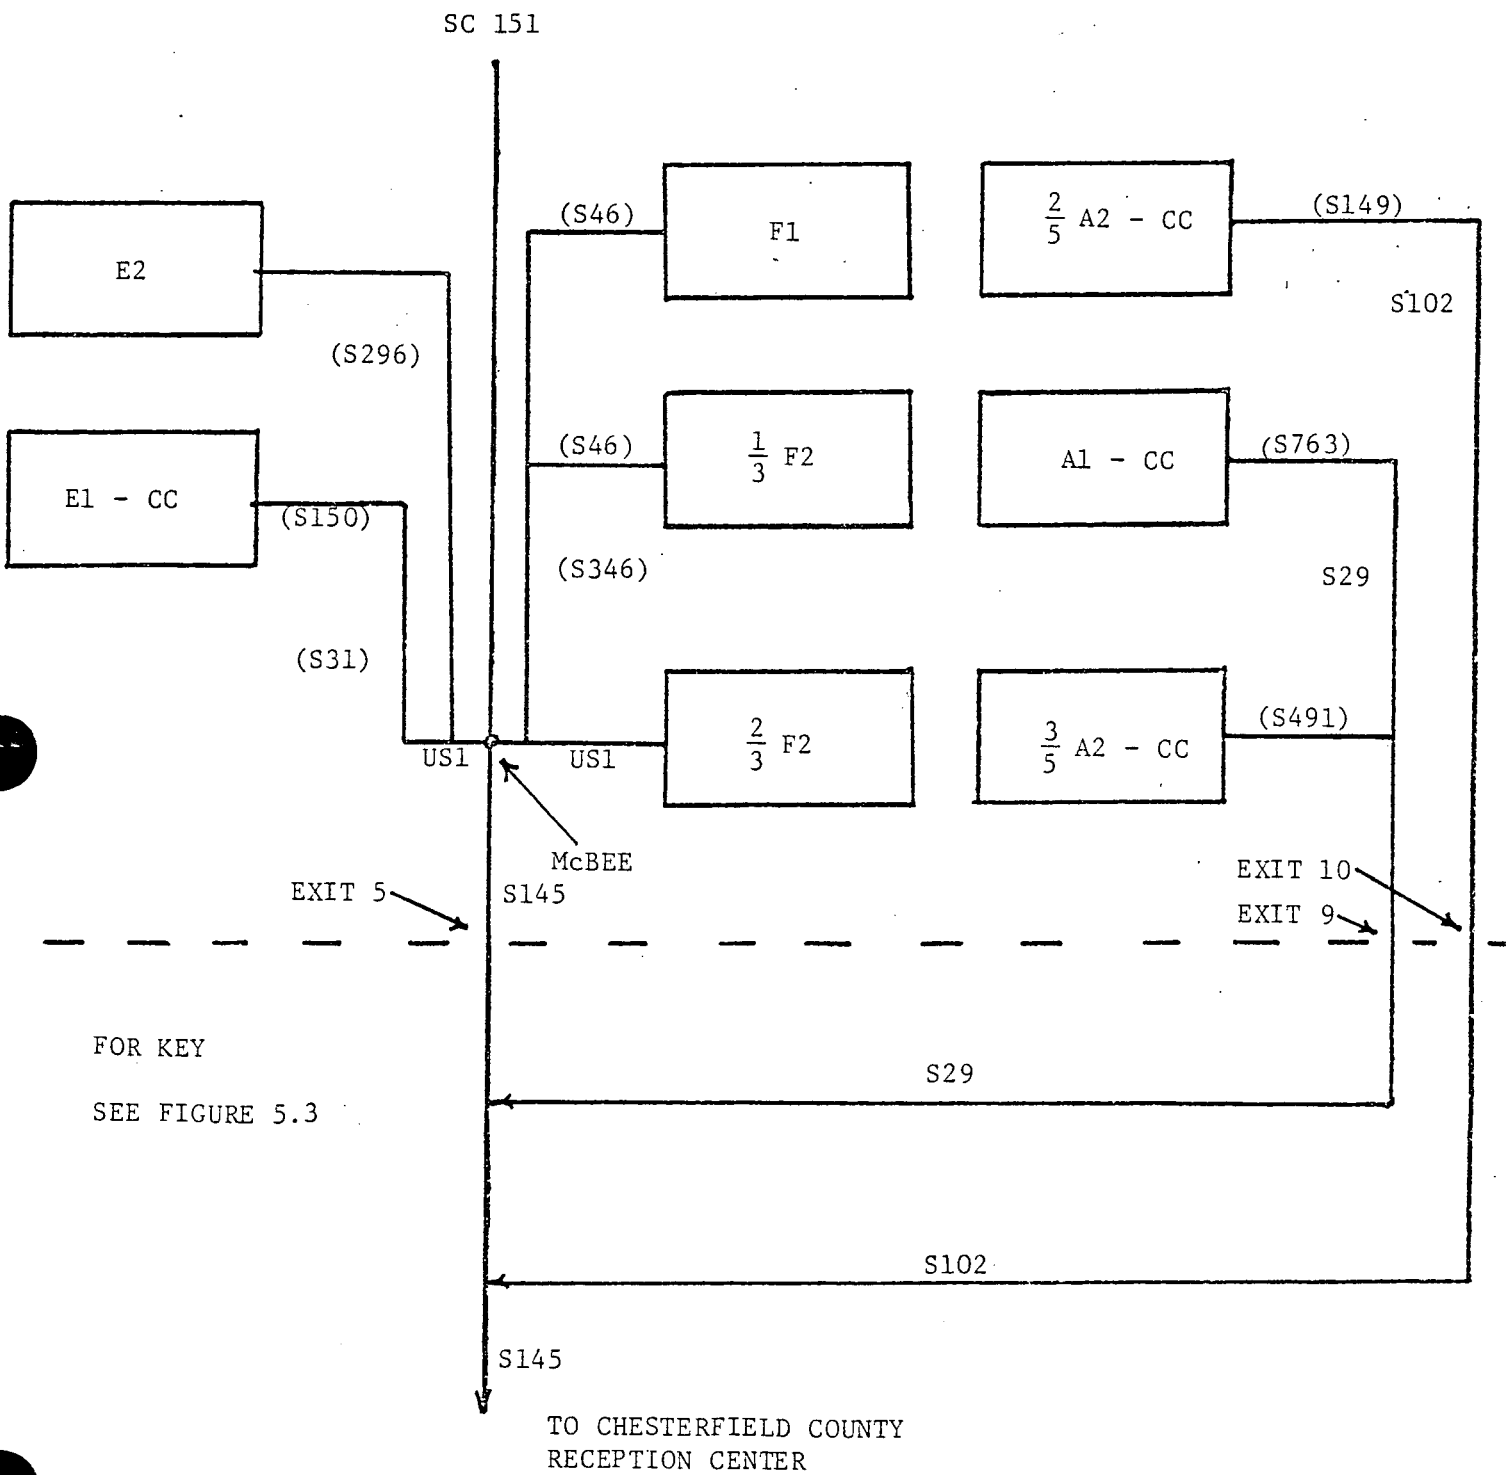 SC 151
(S46)
F1
2/5 A2 - CC
(S149)
E2
S102
(S296)
(S46)
1/3 F2
A1 - CC
(S763)
E1 - CC
(S150)
(S346)
S29
(S31)
2/3 F2
3/5 A2 - CC
(S491)
US1
US1
McBEE
EXIT 5
S145
EXIT 10
EXIT 9
FOR KEY
SEE FIGURE 5.3
S29
S102
S145
TO CHESTERFIELD COUNTY
RECEPTION CENTER